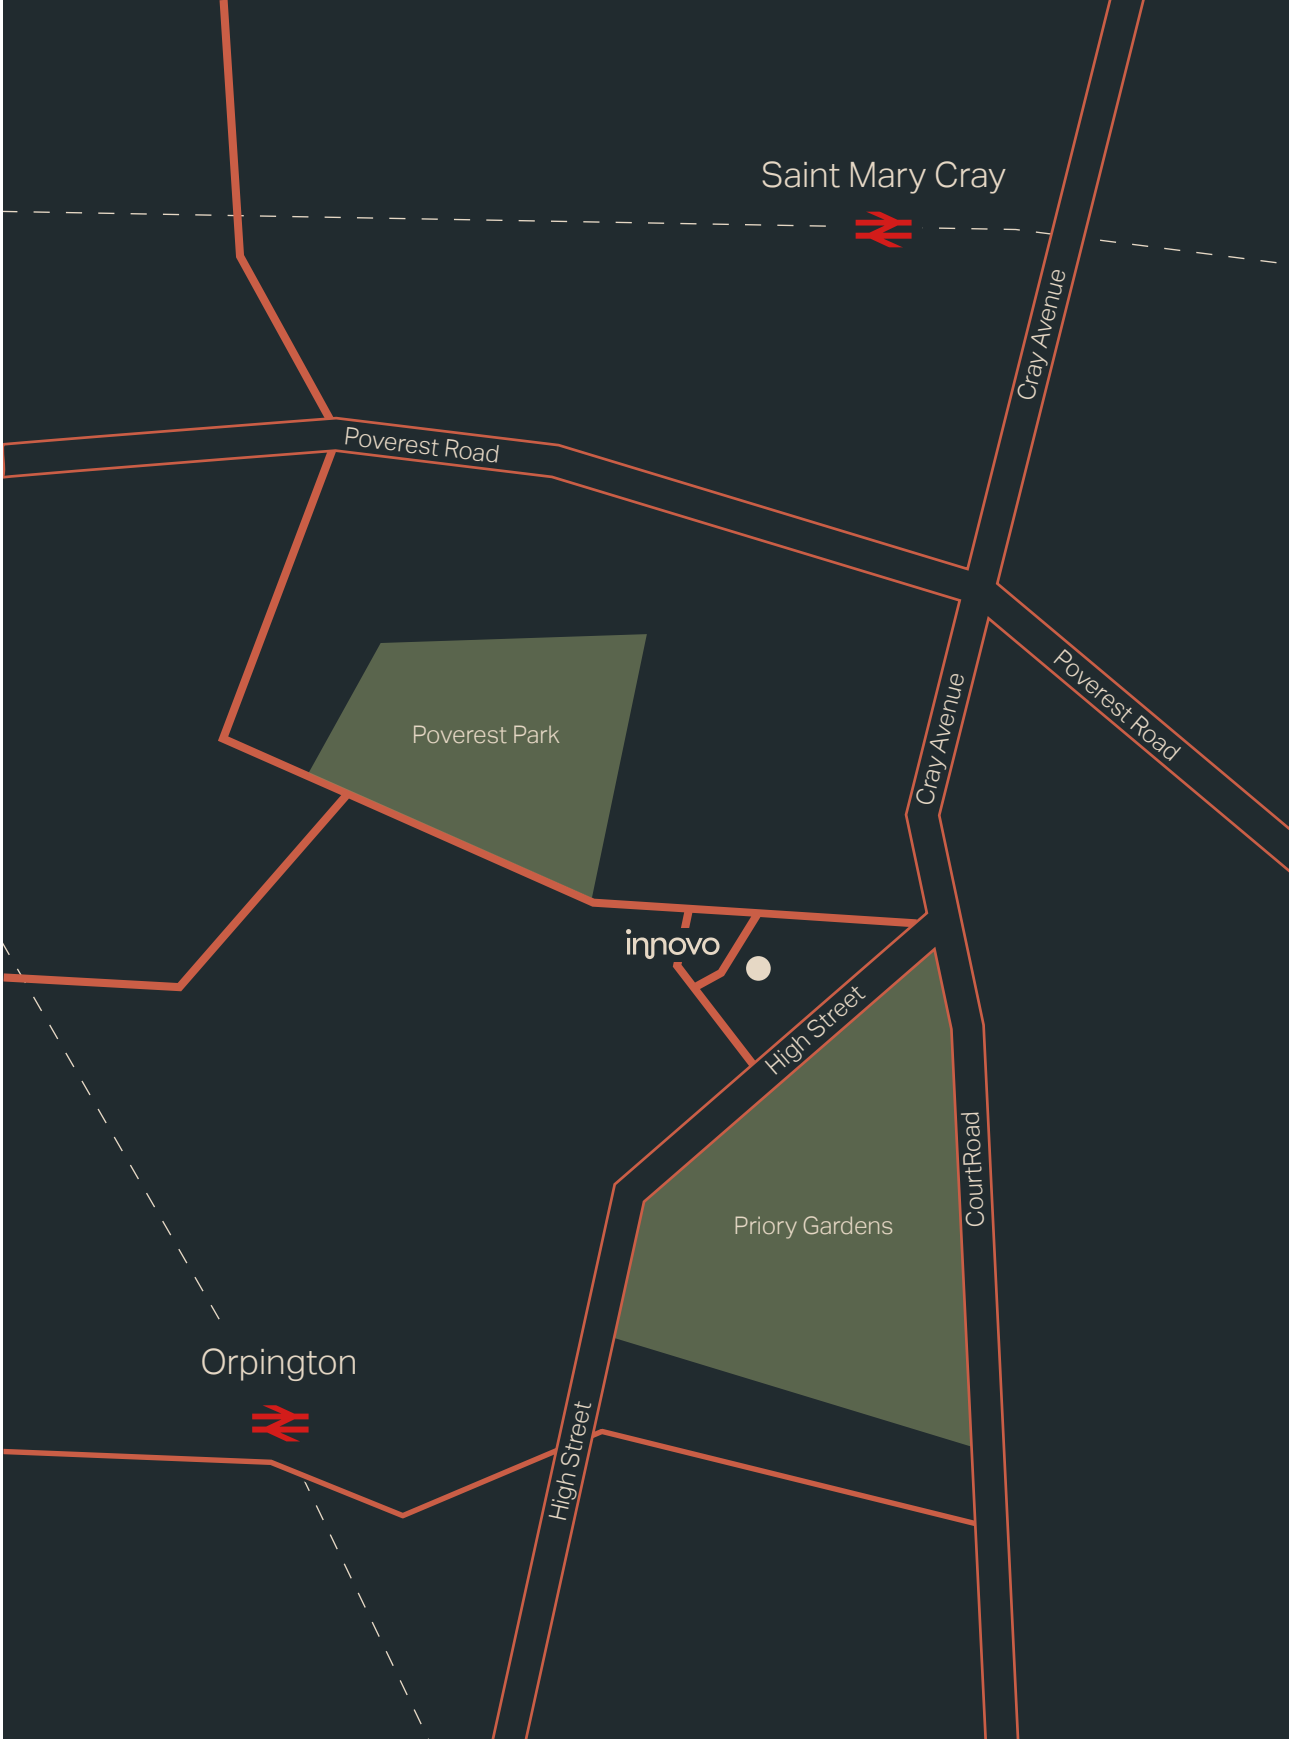 Saint Mary Cray
Cray Avenue
Poverest Road
Poverest Road
Cray Avenue
Poverest Park
innovo
High Street
CourtRoad
Priory Gardens
Orpington
High Street